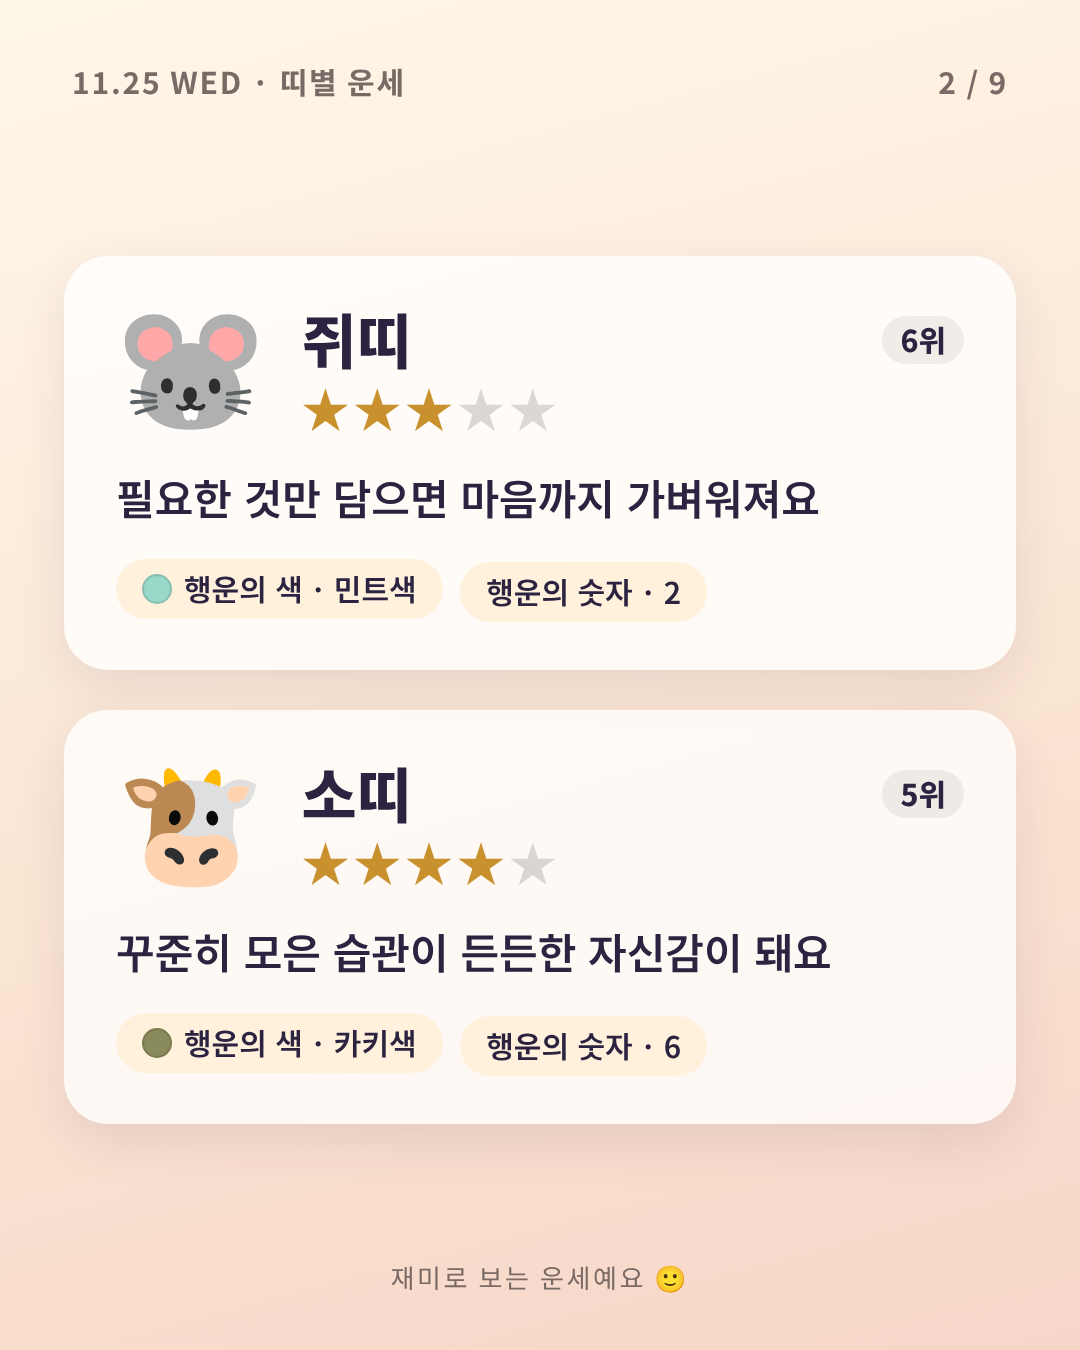 11.25 WED · 띠별 운세
2 / 9
쥐띠
6위
★★★★★
필요한 것만 담으면 마음까지 가벼워져요
행운의 색 · 민트색
행운의 숫자 · 2
소띠
5위
★★★★★
꾸준히 모은 습관이 든든한 자신감이 돼요
행운의 색 · 카키색
행운의 숫자 · 6
재미로 보는 운세예요 🙂